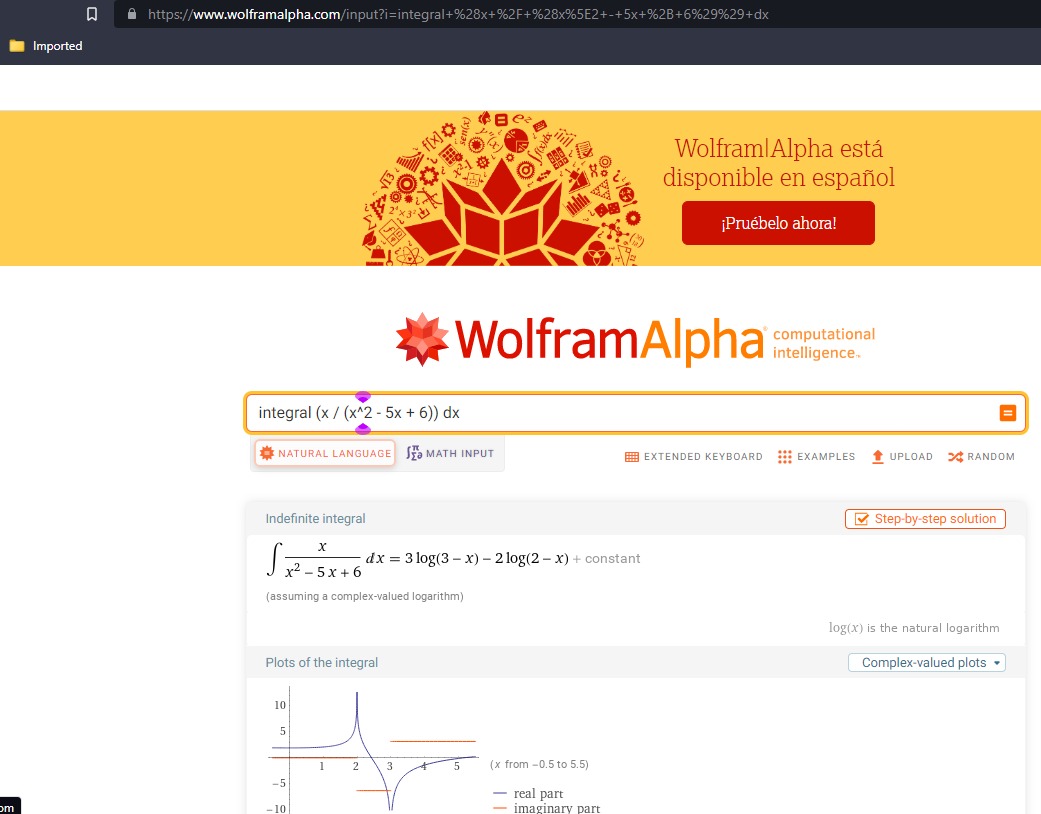 https://www.wolframalpha.com/input?i=integral+%28x+%2F+%28x%5E2+-+5x+%2B+6%29%29+dx
Imported
Wolfram|Alpha está
disponible en español
¡Pruébelo ahora!
WolframAlpha computational intelligence.
integral (x / (x^2 - 5x + 6)) dx
NATURAL LANGUAGE MATH INPUT EXTENDED KEYBOARD EXAMPLES UPLOAD RANDOM
Indefinite integral Step-by-step solution
∫ x / (x² − 5 x + 6) dx = 3 log(3 − x) − 2 log(2 − x) + constant
(assuming a complex-valued logarithm)
log(x) is the natural logarithm
Plots of the integral Complex-valued plots
10
5
1 2 3 4 5
(x from −0.5 to 5.5)
−5
real part
−10
imaginary part
om